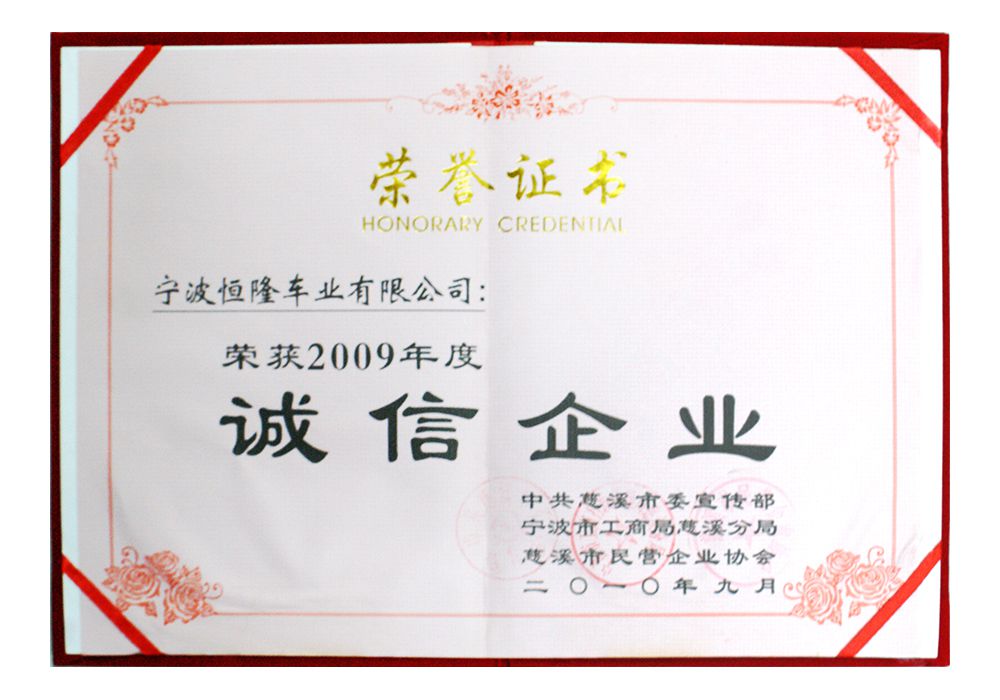 荣誉证书
HONORARY CREDENTIAL
宁波恒隆车业有限公司:
荣获2009年度
诚信企业
中共慈溪市委宣传部
宁波市工商局慈溪分局
慈溪市民营企业协会
二〇一〇年九月